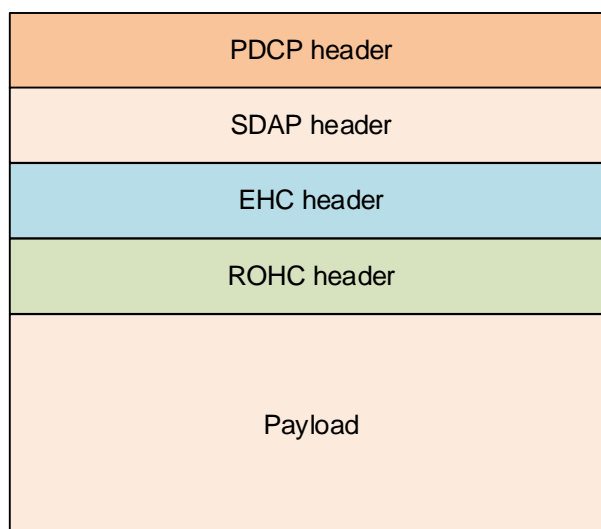 PDCP header
SDAP header
EHC header
ROHC header
Payload